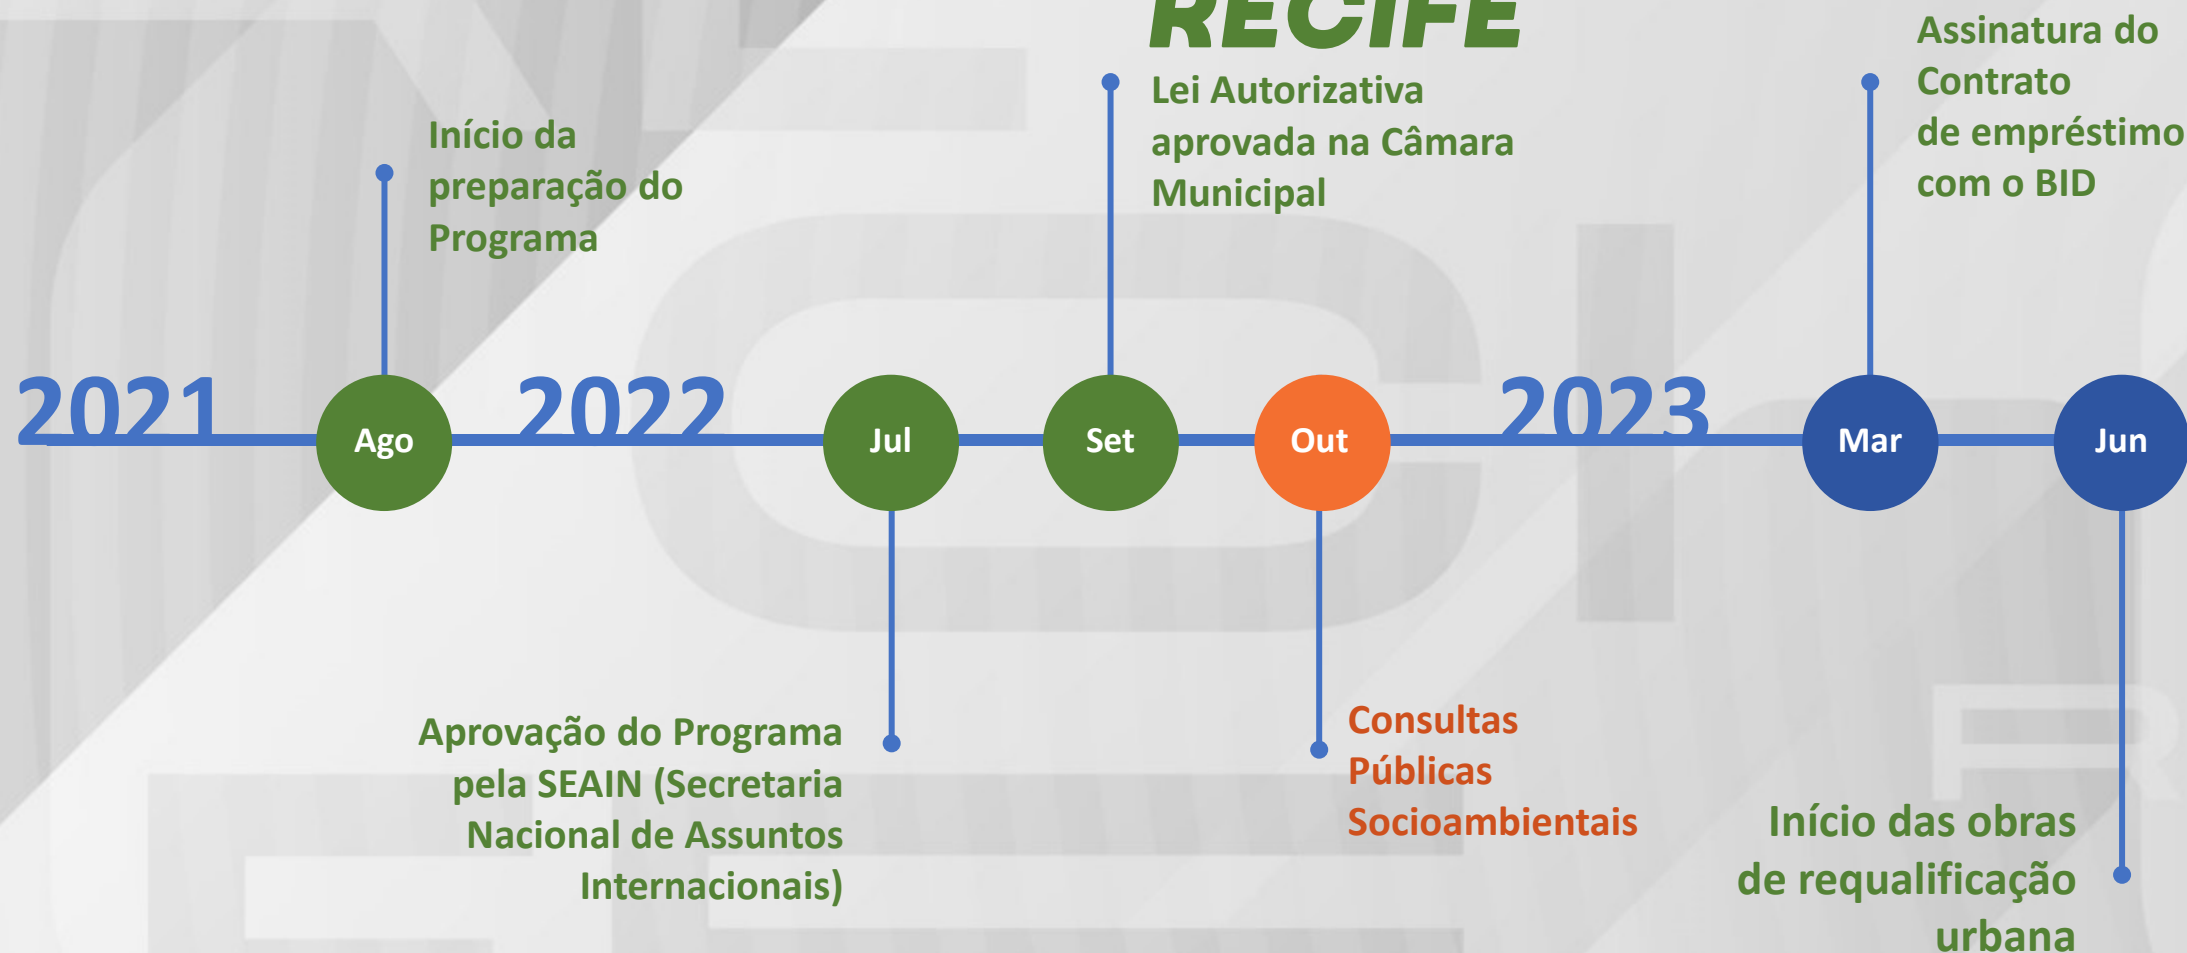 RECIFE
Assinatura do
Contrato
de empréstimo
com o BID
Lei Autorizativa
aprovada na Câmara
Municipal
Início da
preparação do
Programa
2021
Ago
2022
Jul
Set
Out
2023
Mar
Jun
Aprovação do Programa
pela SEAIN (Secretaria
Nacional de Assuntos
Internacionais)
Consultas
Públicas
Socioambientais
Início das obras
de requalificação
urbana